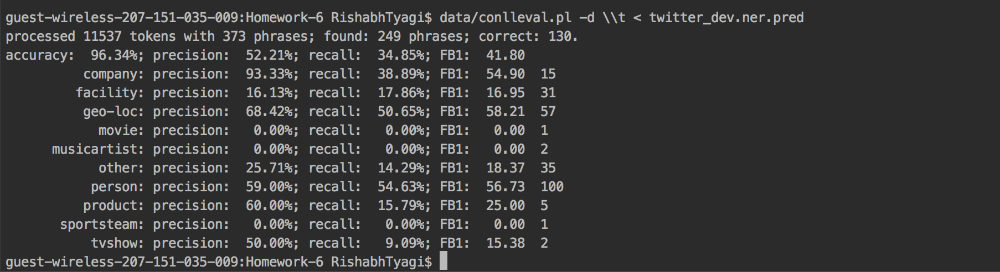 guest-wireless-207-151-035-009:Homework-6 RishabhTyagi$ data/conlleval.pl -d \\t < twitter_dev.ner.pred
processed 11537 tokens with 373 phrases; found: 249 phrases; correct: 130.
accuracy:  96.34%; precision:  52.21%; recall:  34.85%; FB1:  41.80
          company: precision:  93.33%; recall:  38.89%; FB1:  54.90  15
         facility: precision:  16.13%; recall:  17.86%; FB1:  16.95  31
          geo-loc: precision:  68.42%; recall:  50.65%; FB1:  58.21  57
            movie: precision:   0.00%; recall:   0.00%; FB1:   0.00  1
      musicartist: precision:   0.00%; recall:   0.00%; FB1:   0.00  2
            other: precision:  25.71%; recall:  14.29%; FB1:  18.37  35
           person: precision:  59.00%; recall:  54.63%; FB1:  56.73  100
          product: precision:  60.00%; recall:  15.79%; FB1:  25.00  5
       sportsteam: precision:   0.00%; recall:   0.00%; FB1:   0.00  1
           tvshow: precision:  50.00%; recall:   9.09%; FB1:  15.38  2
guest-wireless-207-151-035-009:Homework-6 RishabhTyagi$